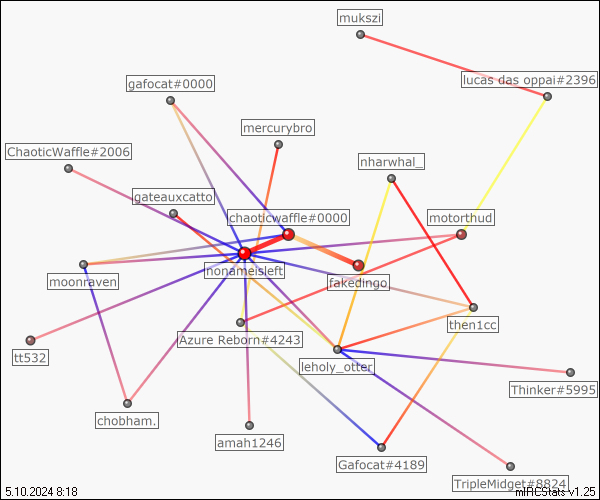 mukszi
lucas das oppai#2396
gafocat#0000
mercurybro
ChaoticWaffle#2006
nharwhal_
gateauxcatto
chaoticwaffle#0000
motorthud
nonameisleft
fakedingo
moonraven
then1cc
Azure Reborn#4243
tt532
leholy_otter
Thinker#5995
chobham.
amah1246
Gafocat#4189
TripleMidget#8824
5.10.2024 8:18
mIRCStats v1.25